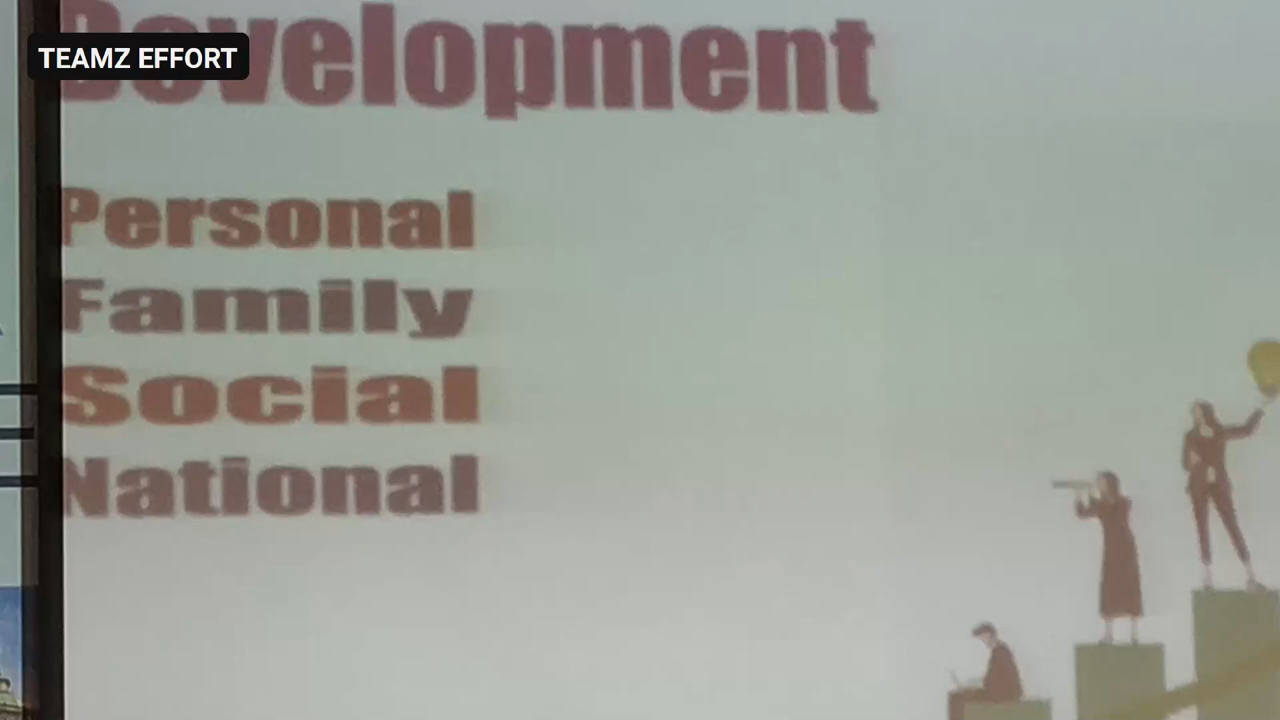 Development
TEAMZ EFFORT
Personal
Family
Social
National